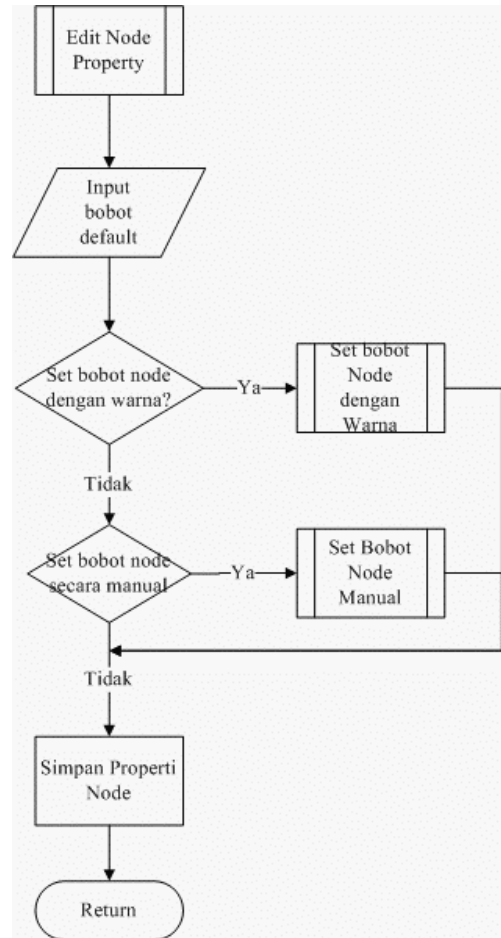 Edit Node
Property
Input
bobot
default
Set bobot node
dengan warna?
Ya
Set bobot
Node
dengan
Warna
Tidak
Set bobot node
secara manual
Ya
Set Bobot
Node
Manual
Tidak
Simpan Properti
Node
Return